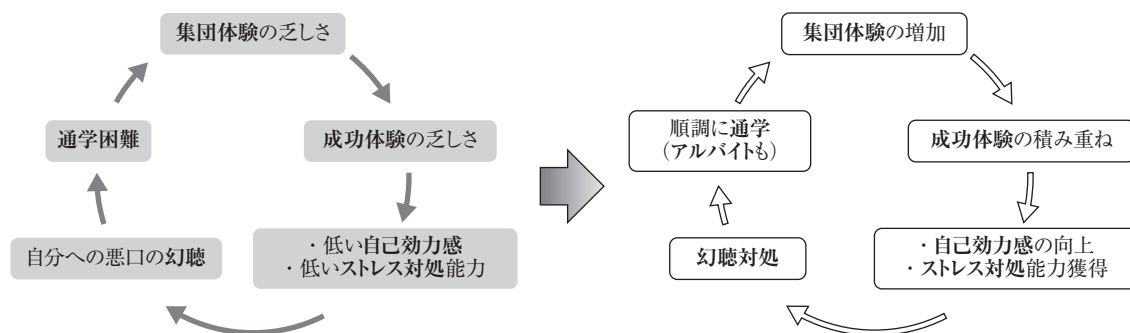 集団体験の乏しさ
通学困難
成功体験の乏しさ
自分への悪口の幻聴
・低い自己効力感
・低いストレス対処能力
集団体験の増加
順調に通学
(アルバイトも)
成功体験の積み重ね
幻聴対処
・自己効力感の向上
・ストレス対処能力獲得